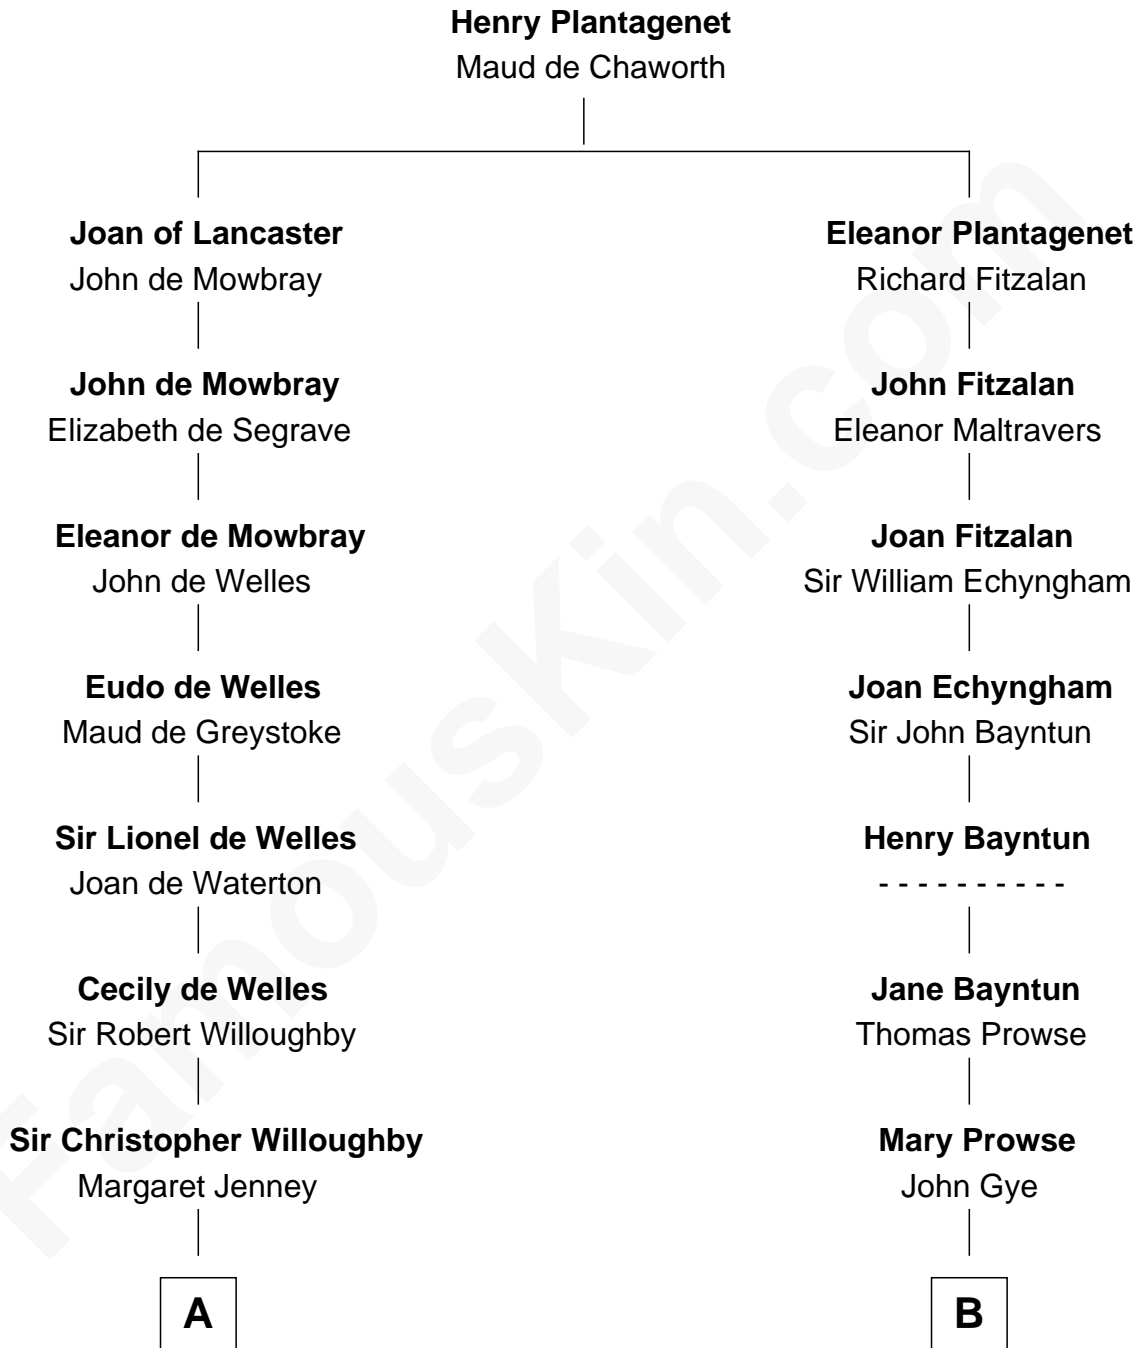 Henry Plantagenet
Maud de Chaworth
Joan of Lancaster
John de Mowbray
Eleanor Plantagenet
Richard Fitzalan
John de Mowbray
Elizabeth de Segrave
John Fitzalan
Eleanor Maltravers
Eleanor de Mowbray
John de Welles
Joan Fitzalan
Sir William Echyngham
Eudo de Welles
Maud de Greystoke
Joan Echyngham
Sir John Bayntun
Sir Lionel de Welles
Joan de Waterton
Henry Bayntun
- - - - - - - - - -
Cecily de Welles
Sir Robert Willoughby
Jane Bayntun
Thomas Prowse
Sir Christopher Willoughby
Margaret Jenney
Mary Prowse
John Gye
A
B
FamousKin.com